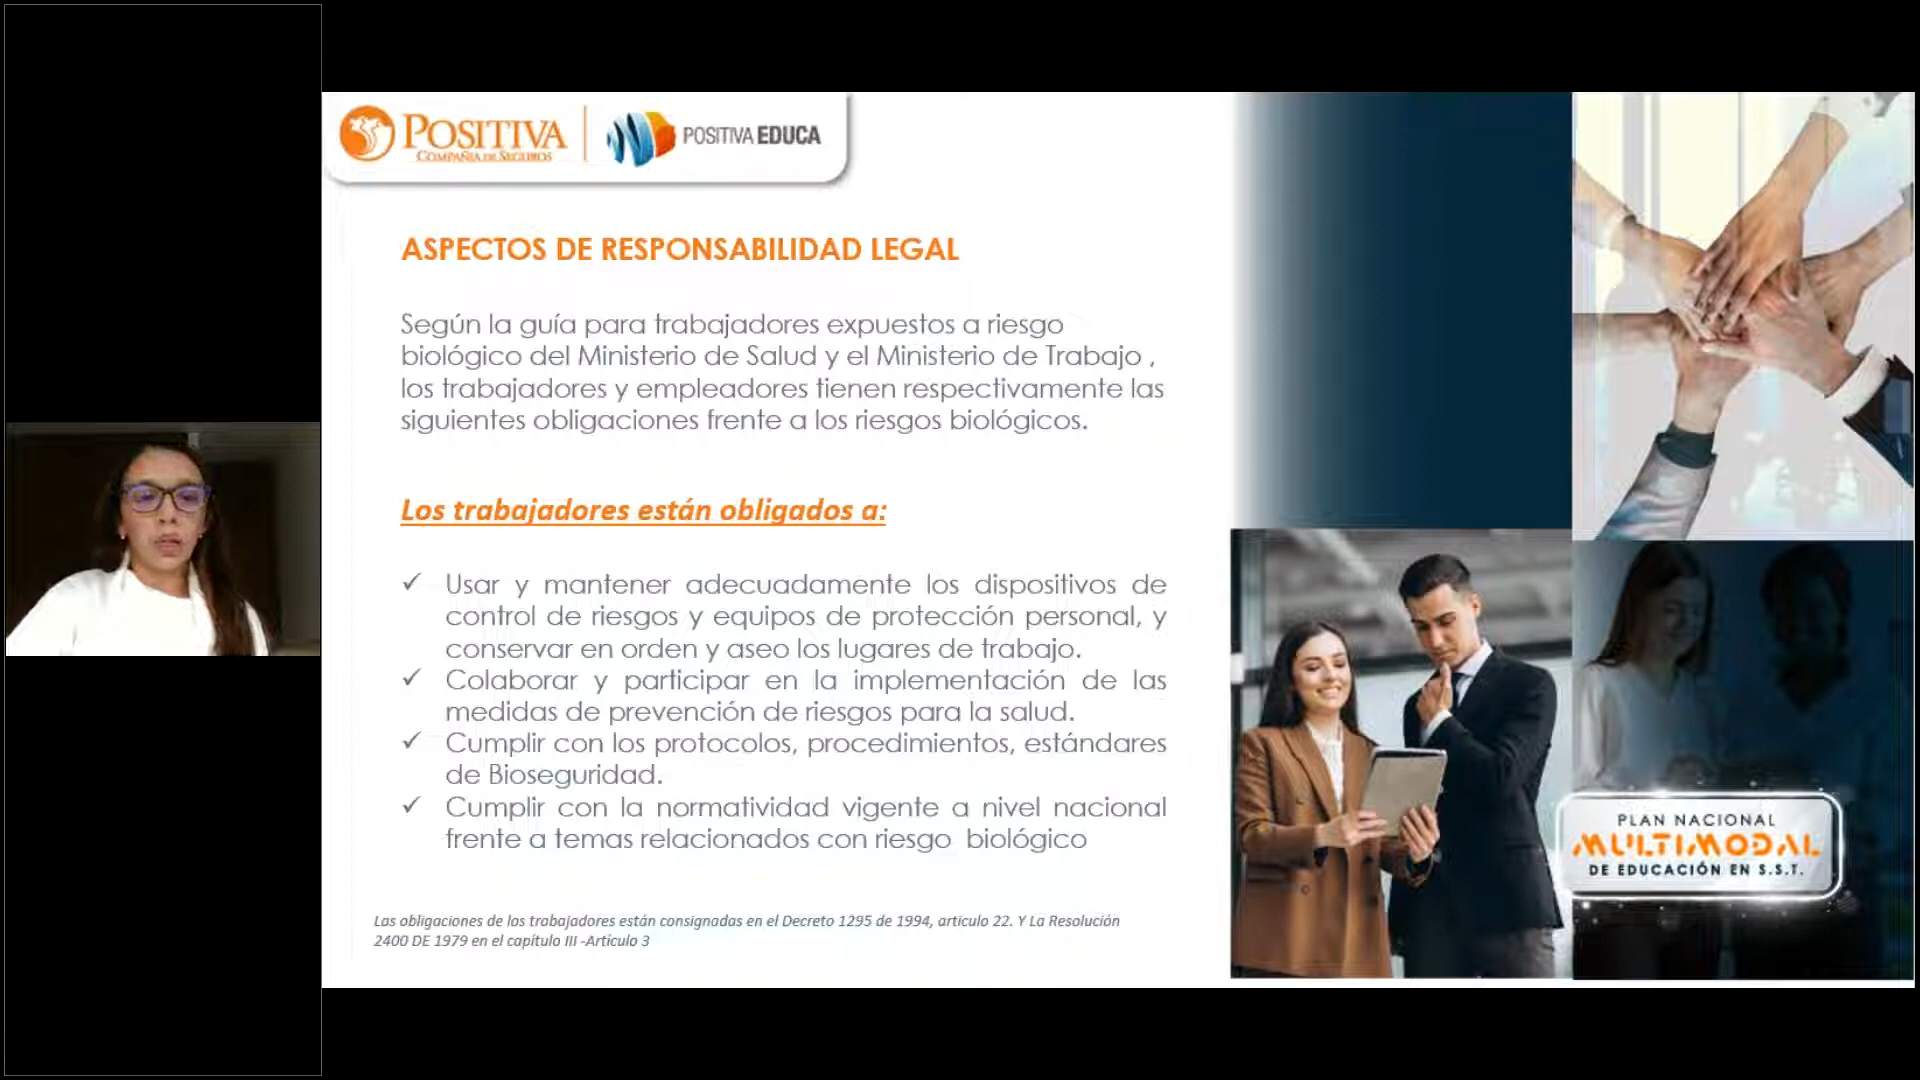 POSITIVA
COMPAÑIA DE SEGUROS
POSITIVA EDUCA
ASPECTOS DE RESPONSABILIDAD LEGAL
Según la guía para trabajadores expuestos a riesgo
biológico del Ministerio de Salud y el Ministerio de Trabajo ,
los trabajadores y empleadores tienen respectivamente las
siguientes obligaciones frente a los riesgos biológicos.
Los trabajadores están obligados a:
✓ Usar y mantener adecuadamente los dispositivos de
control de riesgos y equipos de protección personal, y
conservar en orden y aseo los lugares de trabajo.
✓ Colaborar y participar en la implementación de las
medidas de prevención de riesgos para la salud.
✓ Cumplir con los protocolos, procedimientos, estándares
de Bioseguridad.
✓ Cumplir con la normatividad vigente a nivel nacional
frente a temas relacionados con riesgo biológico
Las obligaciones de los trabajadores están consignadas en el Decreto 1295 de 1994, articulo 22. Y La Resolución
2400 DE 1979 en el capítulo III -Artículo 3
PLAN NACIONAL
MULTIMODAL
DE EDUCACIÓN EN S.S.T.